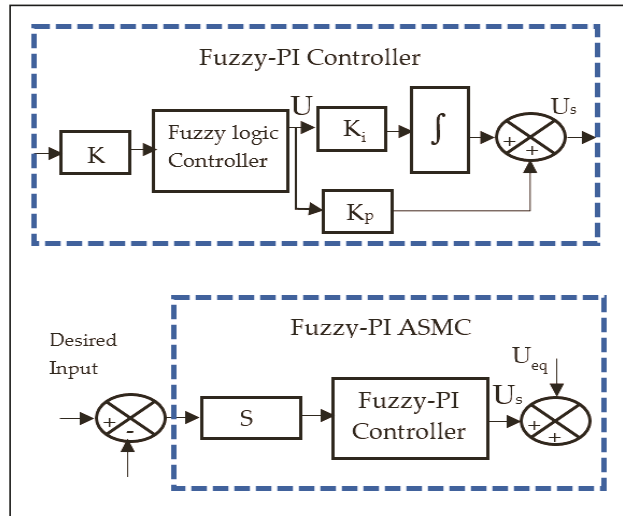 Fuzzy-PI Controller
K
Fuzzy logic
Controller
U
Ki
∫
Kp
+
+
Us
Fuzzy-PI ASMC
Desired
Input
+
-
S
Fuzzy-PI
Controller
Us
Ueq
+
+